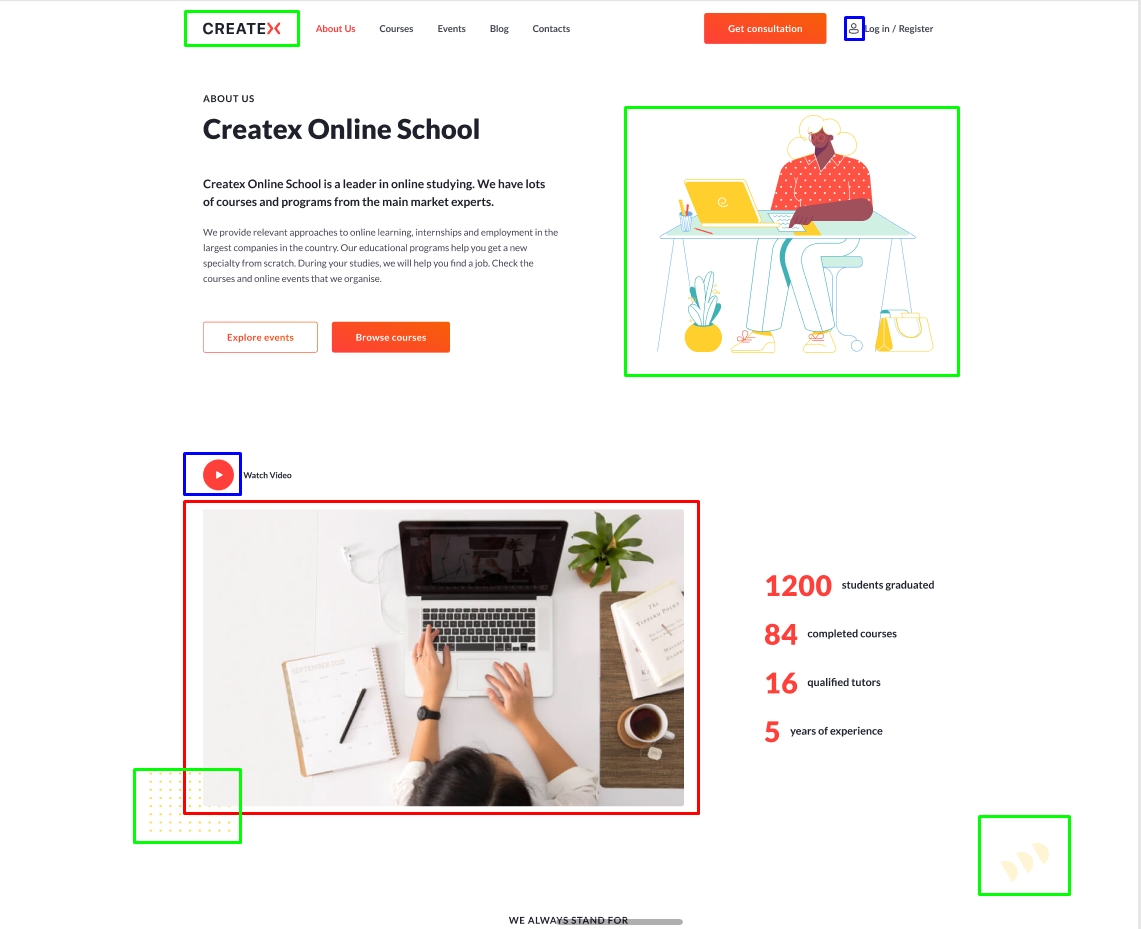 CREATEX
About Us
Courses
Events
Blog
Contacts
Get consultation
Log in / Register
ABOUT US
Createx Online School
Createx Online School is a leader in online studying. We have lots
of courses and programs from the main market experts.
We provide relevant approaches to online learning, internships and employment in the
largest companies in the country. Our educational programs help you get a new
specialty from scratch. During your studies, we will help you find a job. Check the
courses and online events that we organise.
Explore events
Browse courses
Watch Video
SEPTEMBER
The
Tipping Point
1200 students graduated
84 completed courses
16 qualified tutors
5 years of experience
WE ALWAYS STAND FOR